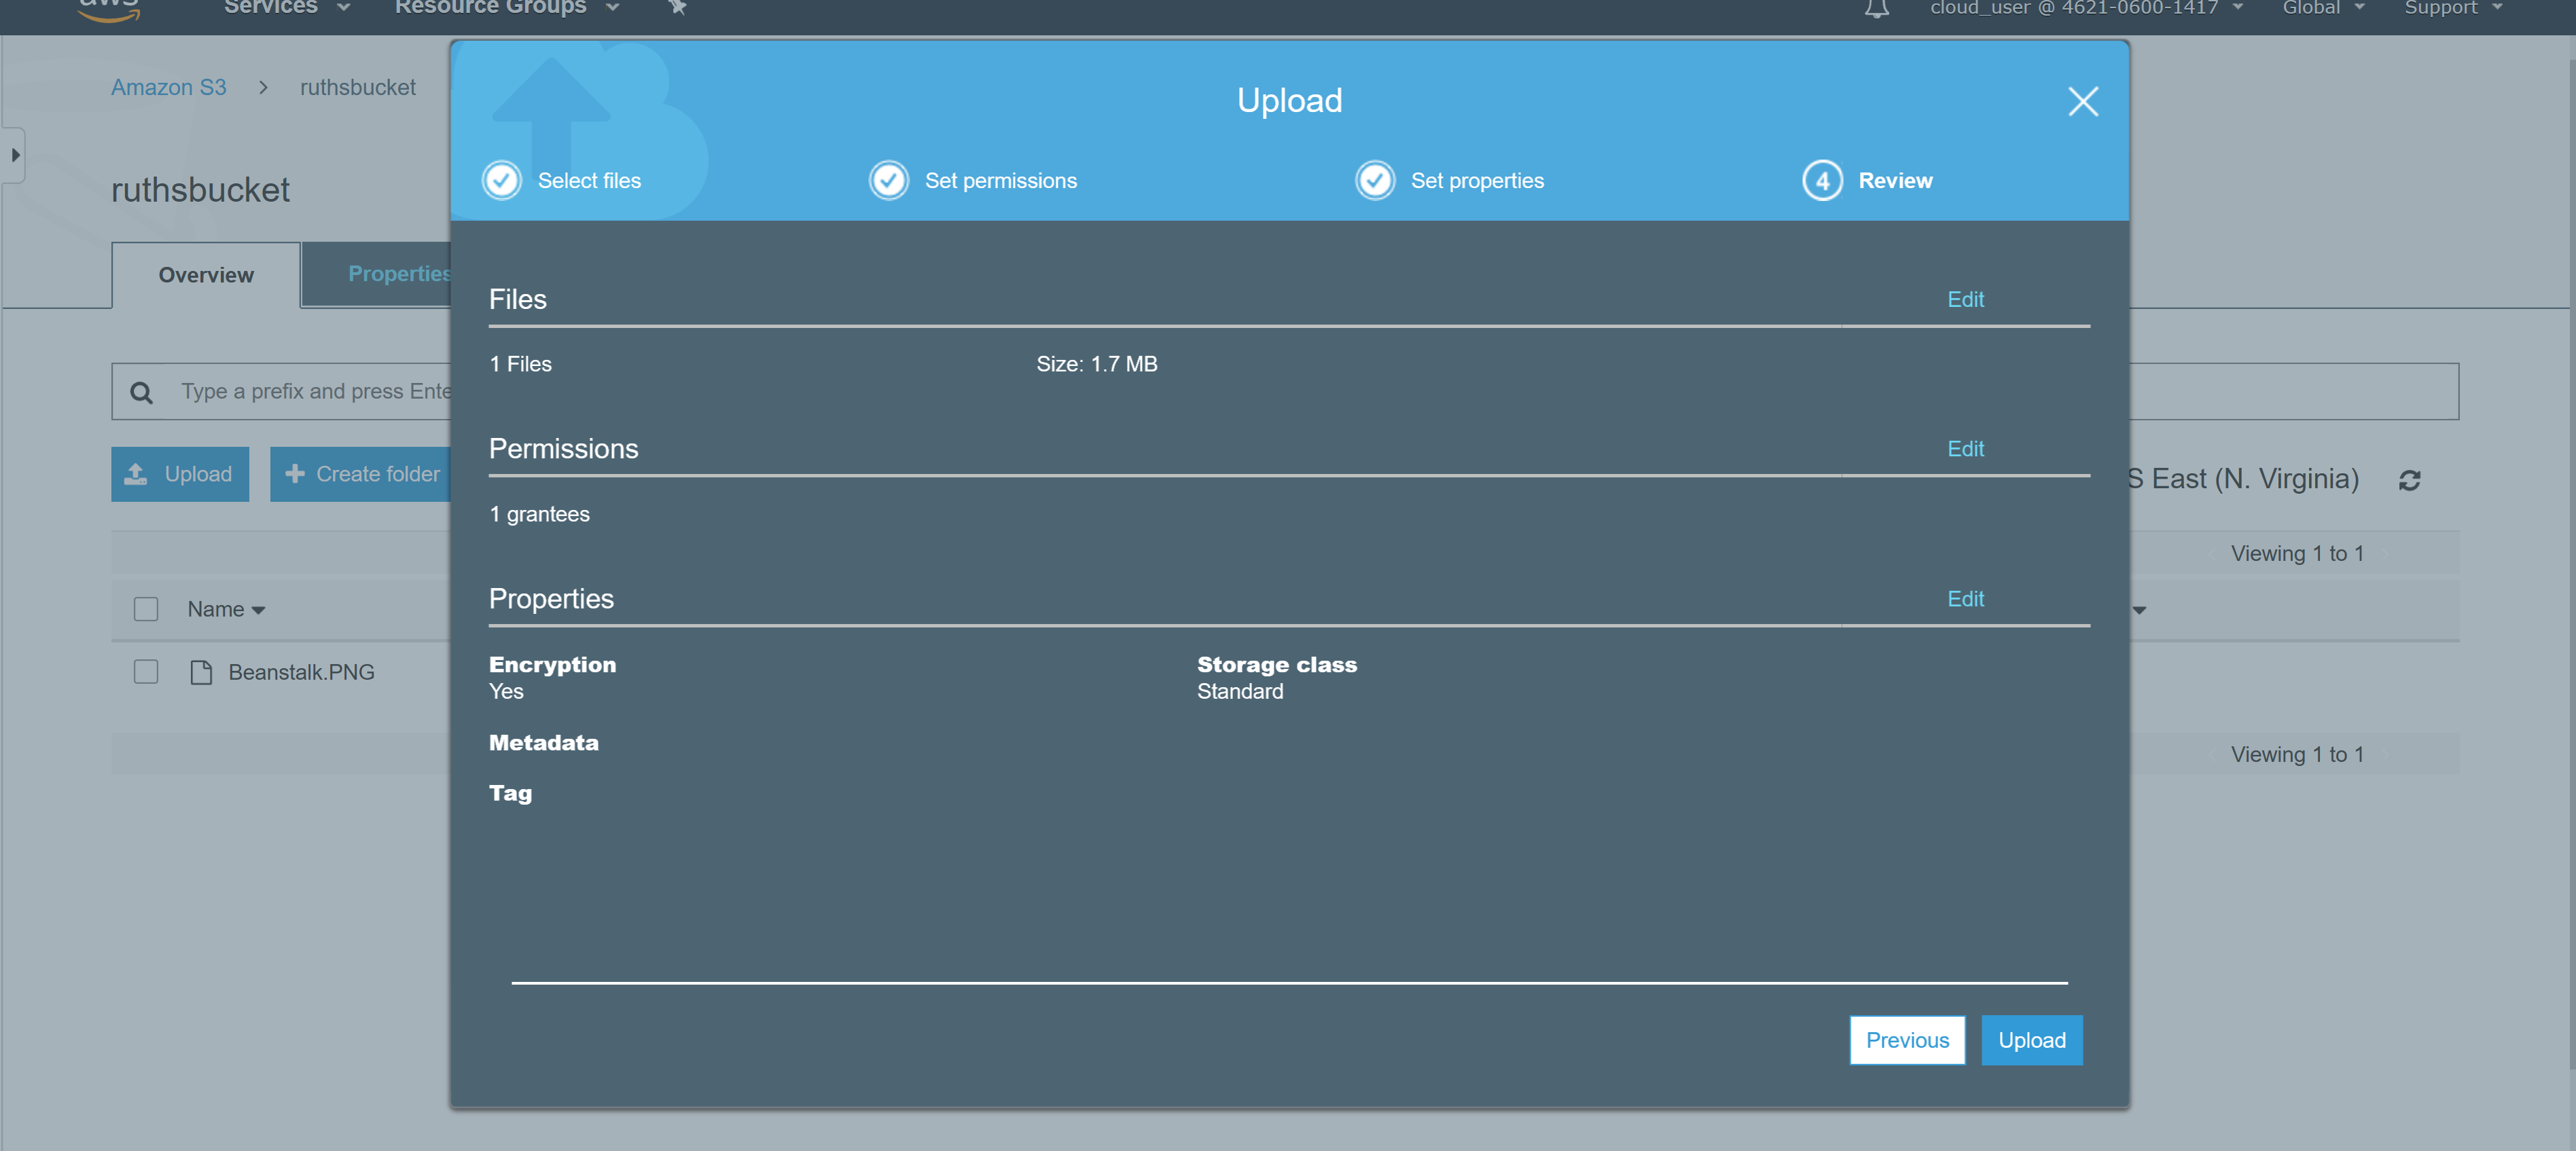 aws Services Resource Groups cloud_user @ 4621-0600-1417 Global Support
Amazon S3 > ruthsbucket
Upload
Select files Set permissions Set properties 4 Review
ruthsbucket
Overview Properties
Files Edit
1 Files Size: 1.7 MB
Type a prefix and press Ente
Permissions Edit
Upload Create folder S East (N. Virginia)
1 grantees
Viewing 1 to 1
Properties Edit
Name
Encryption Storage class
Yes Standard
Beanstalk.PNG
Metadata
Viewing 1 to 1
Tag
Previous Upload